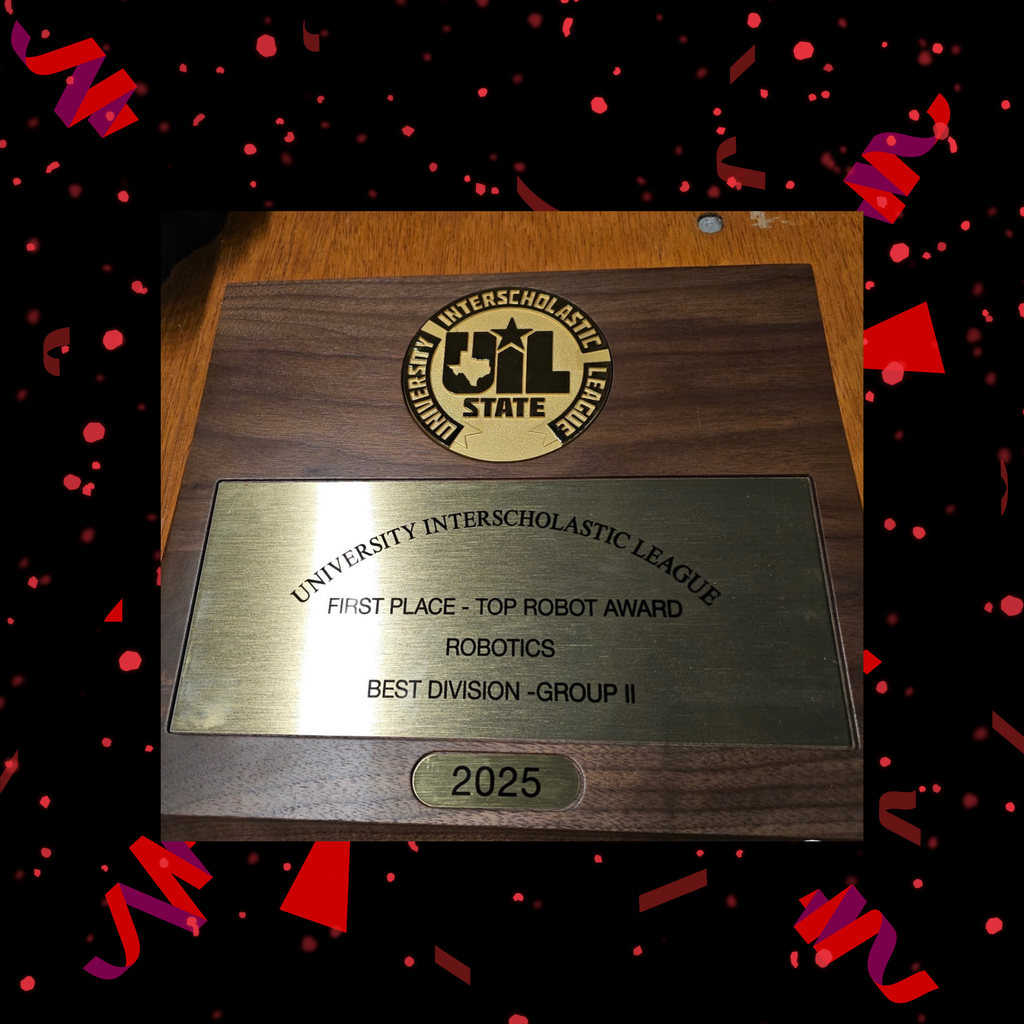 UNIVERSITY INTERSCHOLASTIC LEAGUE
UIL
STATE
UNIVERSITY INTERSCHOLASTIC LEAGUE
FIRST PLACE - TOP ROBOT AWARD
ROBOTICS
BEST DIVISION -GROUP II
2025